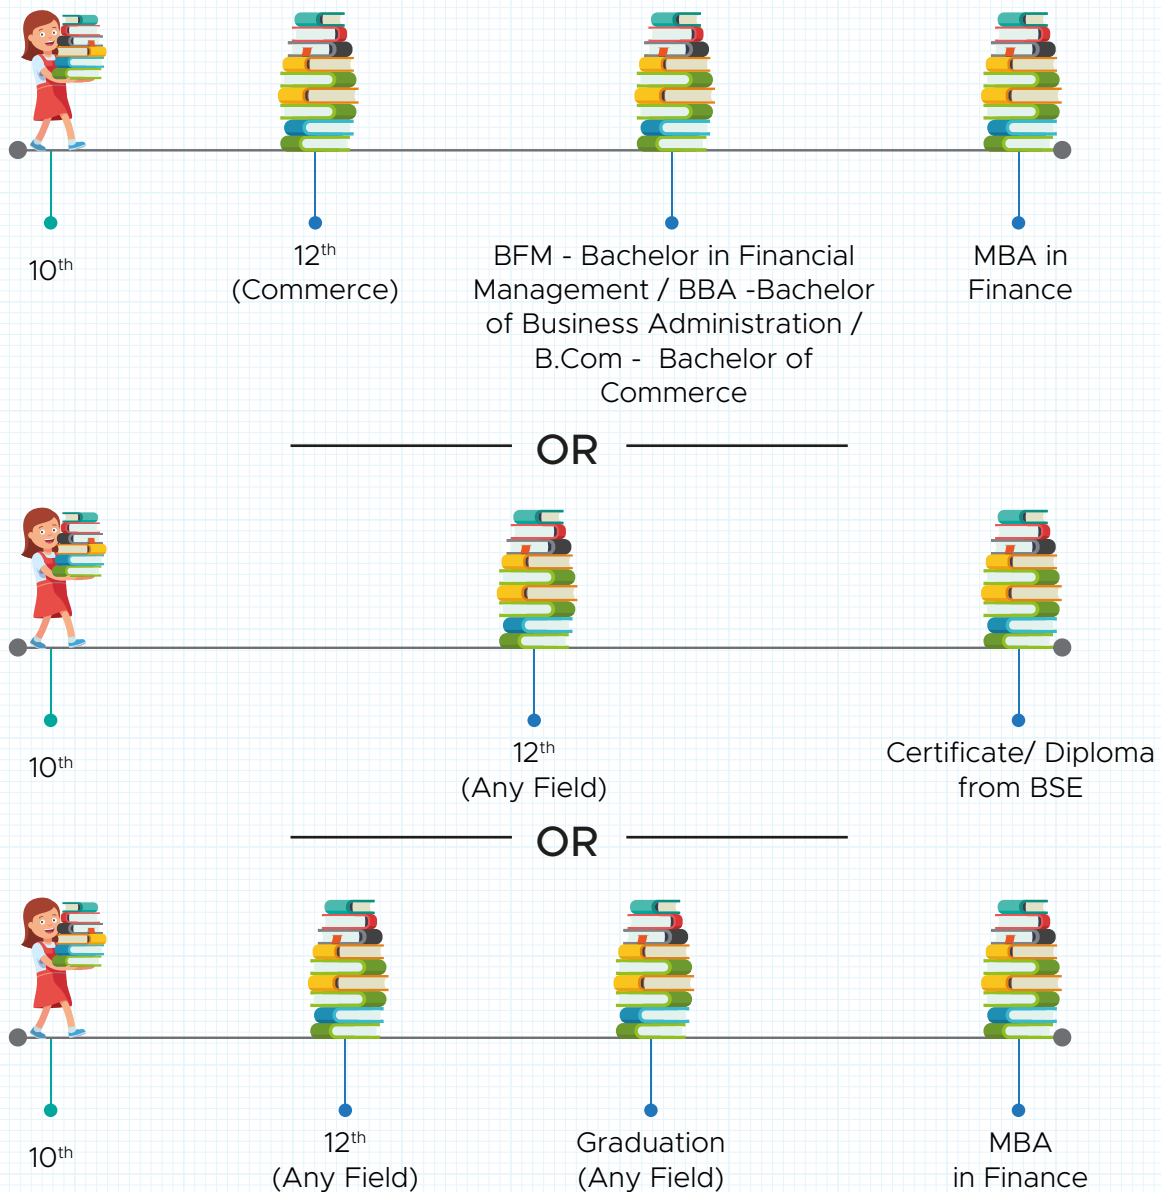 10th
12th
(Commerce)
BFM - Bachelor in Financial
Management / BBA -Bachelor
of Business Administration /
B.Com -  Bachelor of
Commerce
MBA in
Finance
OR
10th
12th
(Any Field)
Certificate/ Diploma
from BSE
OR
10th
12th
(Any Field)
Graduation
(Any Field)
MBA
in Finance